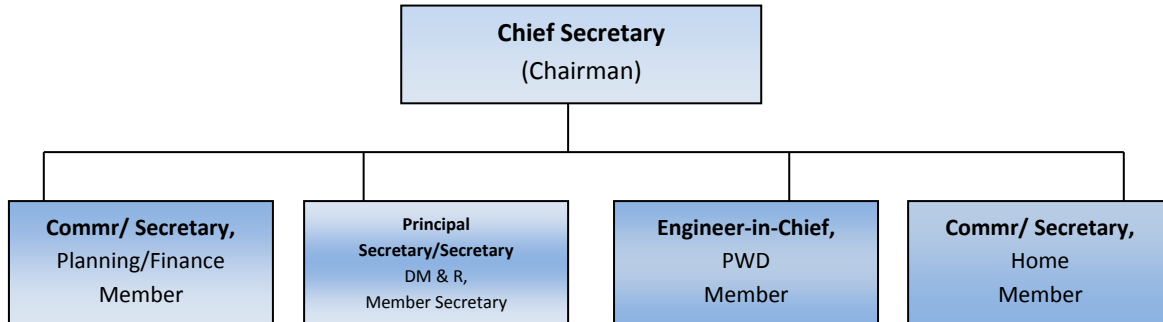 Chief Secretary
(Chairman)
Commr/ Secretary,
Planning/Finance
Member
Principal
Secretary/Secretary
DM & R,
Member Secretary
Engineer-in-Chief,
PWD
Member
Commr/ Secretary,
Home
Member